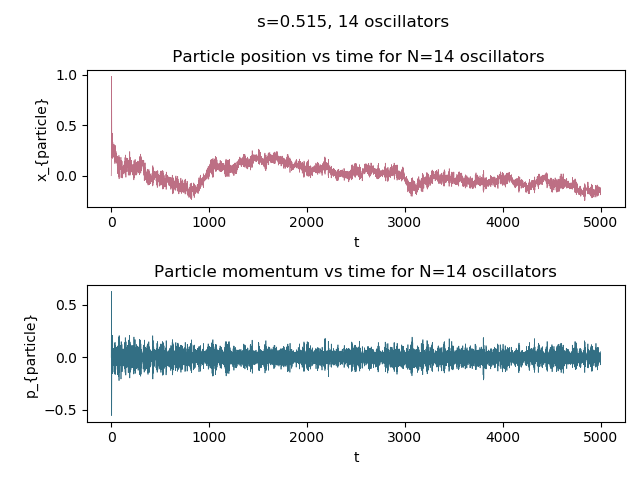 s=0.515, 14 oscillators
Particle position vs time for N=14 oscillators
1.0
0.5
0.0
x_{particle}
0 1000 2000 3000 4000 5000
t
Particle momentum vs time for N=14 oscillators
0.5
0.0
−0.5
p_{particle}
0 1000 2000 3000 4000 5000
t